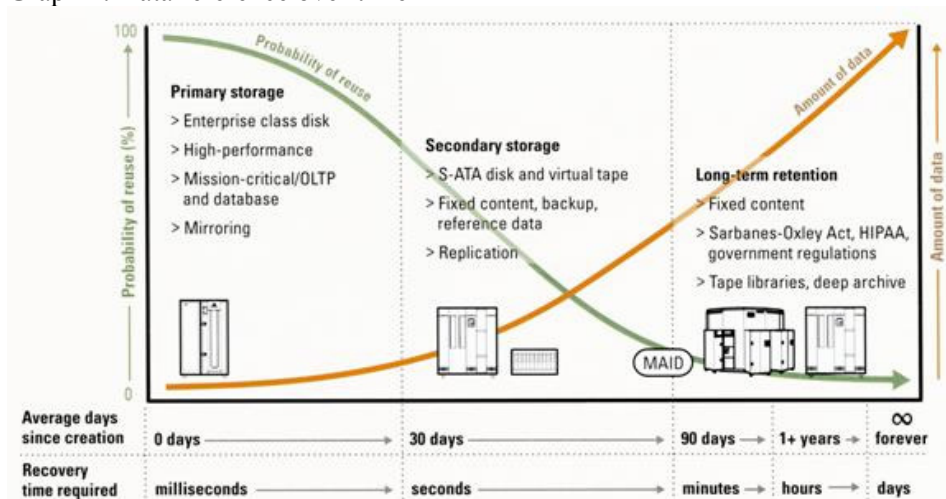 100
Probability of reuse
Amount of data
Primary storage
> Enterprise class disk
> High-performance
> Mission-critical/OLTP
and database
> Mirroring
Secondary storage
> S-ATA disk and virtual tape
> Fixed content, backup,
reference data
> Replication
Long-term retention
> Fixed content
> Sarbanes-Oxley Act, HIPAA,
government regulations
> Tape libraries, deep archive
Probability of reuse (%)
Amount of data
MAID
0
Average days
since creation
0 days
30 days
90 days
1+ years
∞
forever
Recovery
time required
milliseconds
seconds
minutes
hours
days